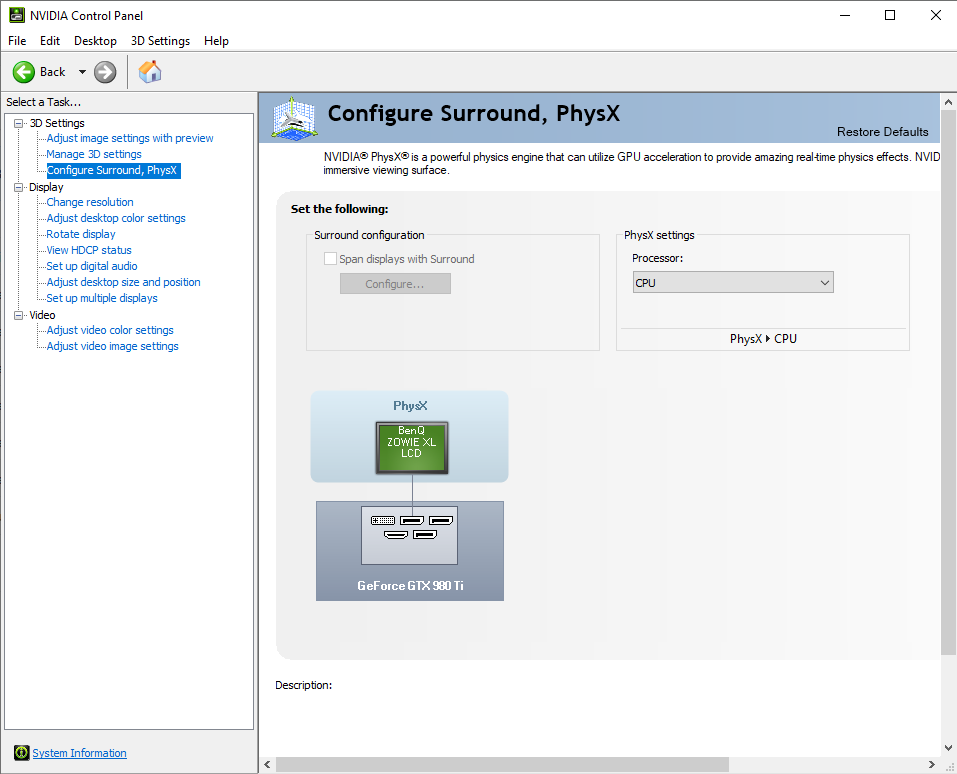 NVIDIA Control Panel
File Edit Desktop 3D Settings Help
Back
Select a Task...
3D Settings
Adjust image settings with preview
Manage 3D settings
Configure Surround, PhysX
Display
Change resolution
Adjust desktop color settings
Rotate display
View HDCP status
Set up digital audio
Adjust desktop size and position
Set up multiple displays
Video
Adjust video color settings
Adjust video image settings
System Information
Configure Surround, PhysX
Restore Defaults
NVIDIA® PhysX® is a powerful physics engine that can utilize GPU acceleration to provide amazing real-time physics effects. NVID
immersive viewing surface.
Set the following:
Surround configuration
Span displays with Surround
Configure...
PhysX settings
Processor:
CPU
PhysX CPU
PhysX
BenQ
ZOWIE XL
LCD
GeForce GTX 980 Ti
Description: